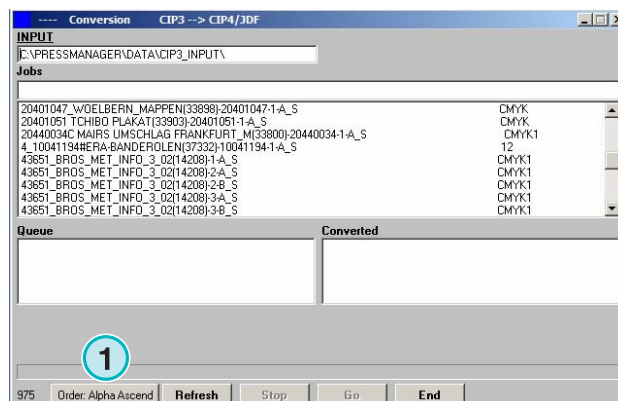 ---- Conversion CIP3 --> CIP4/JDF
INPUT
C:\PRESSMANAGER\DATA\CIP3_INPUT\
Jobs
20401047_WOELBERN_MAPPEN(33898)-20401047-1-A_S CMYK
20401051 TCHIBO PLAKAT(33903)-20401051-1-A_S CMYK
20440034C MAIRS UMSCHLAG FRANKFURT_M(33800)-20440034-1-A_S CMYK1
4_10041194#ERA-BANDEROLEN(37332)-10041194-1-A_S 12
43651_BROS_MET_INFO_3_02(14208)-1-A_S CMYK1
43651_BROS_MET_INFO_3_02(14208)-2-A_S CMYK1
43651_BROS_MET_INFO_3_02(14208)-2-B_S CMYK1
43651_BROS_MET_INFO_3_02(14208)-3-A_S CMYK1
43651_BROS_MET_INFO_3_02(14208)-3-B_S CMYK1
Queue Converted
1
975 Order: Alpha Ascend Refresh Stop Go End